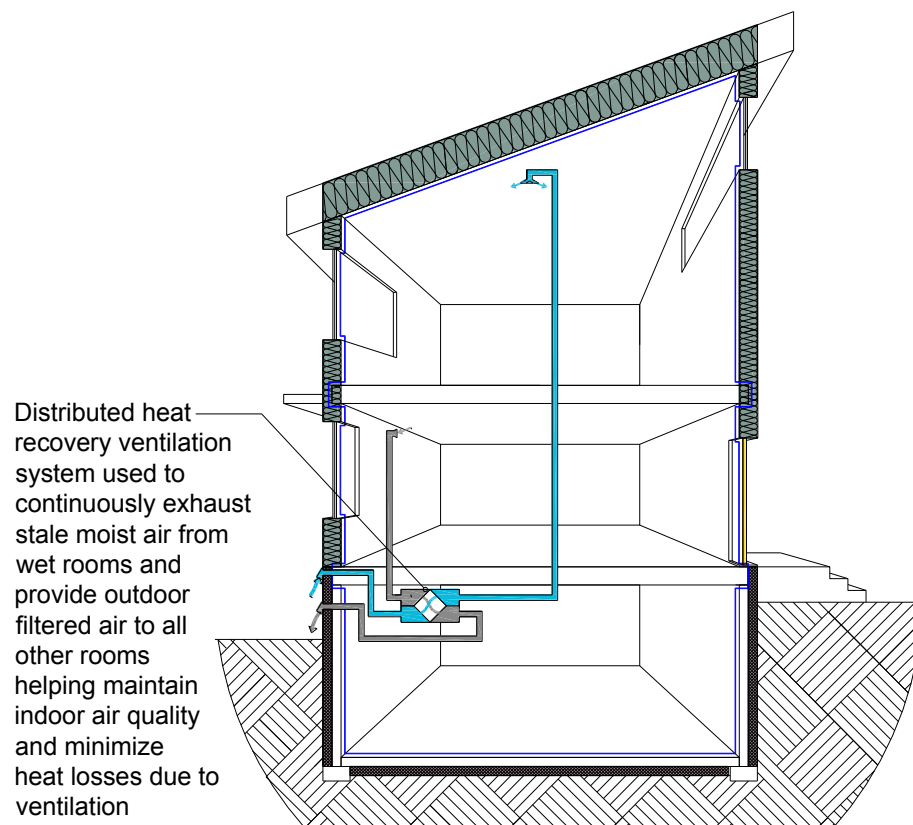 Distributed heat
recovery ventilation
system used to
continuously exhaust
stale moist air from
wet rooms and
provide outdoor
filtered air to all
other rooms
helping maintain
indoor air quality
and minimize
heat losses due to
ventilation